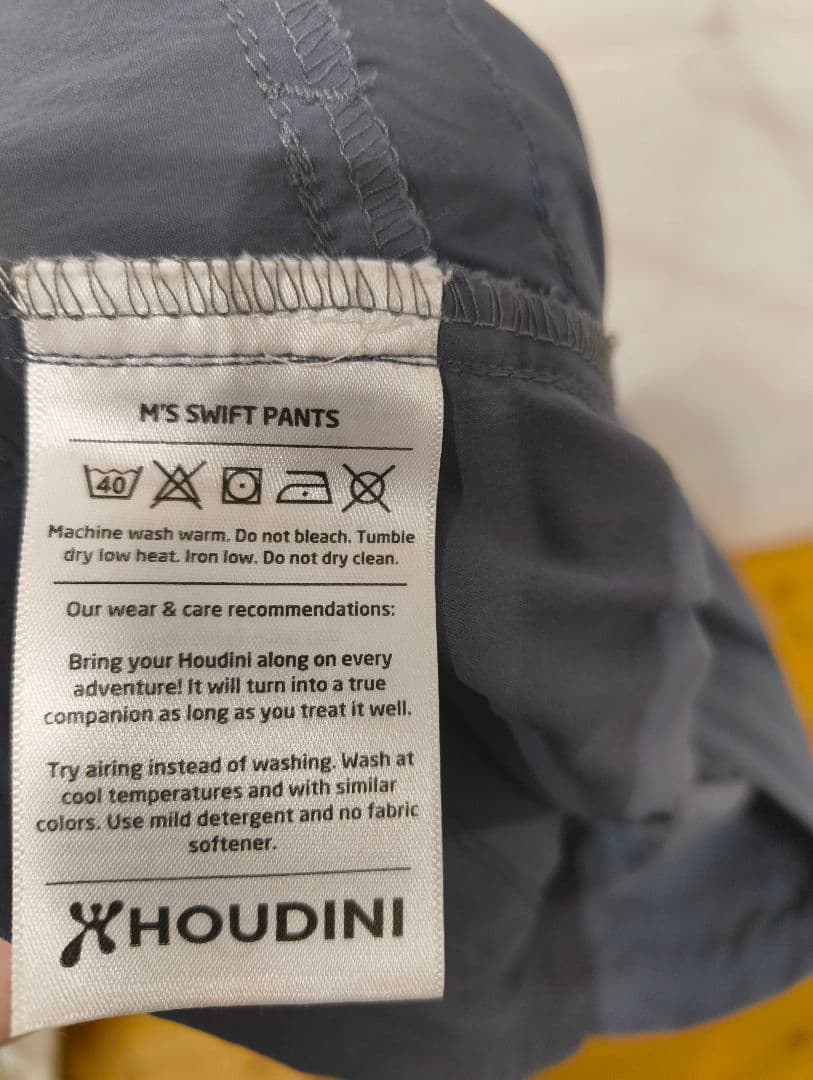 M'S SWIFT PANTS
40
Machine wash warm. Do not bleach. Tumble
dry low heat. Iron low. Do not dry clean.
Our wear & care recommendations:
Bring your Houdini along on every
adventure! It will turn into a true
companion as long as you treat it well.
Try airing instead of washing. Wash at
cool temperatures and with similar
colors. Use mild detergent and no fabric
softener.
HOUDINI